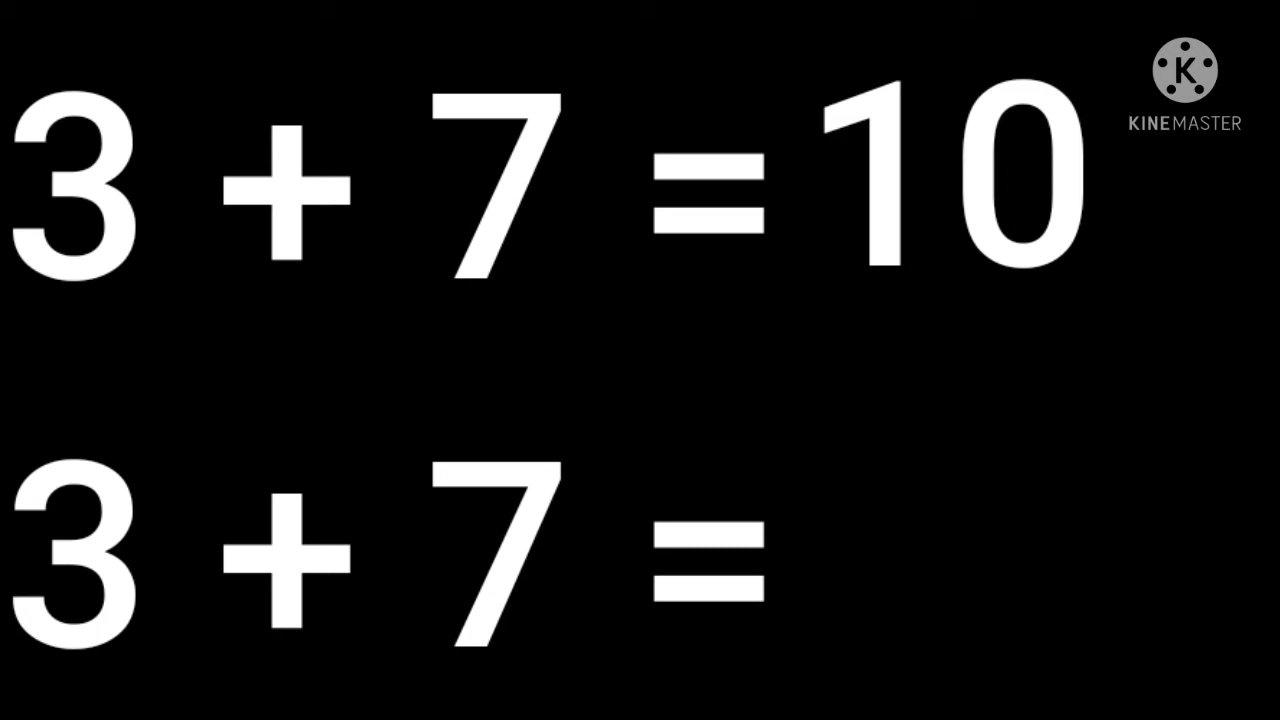 3 + 7 = 10
KINEMASTER
3 + 7 =